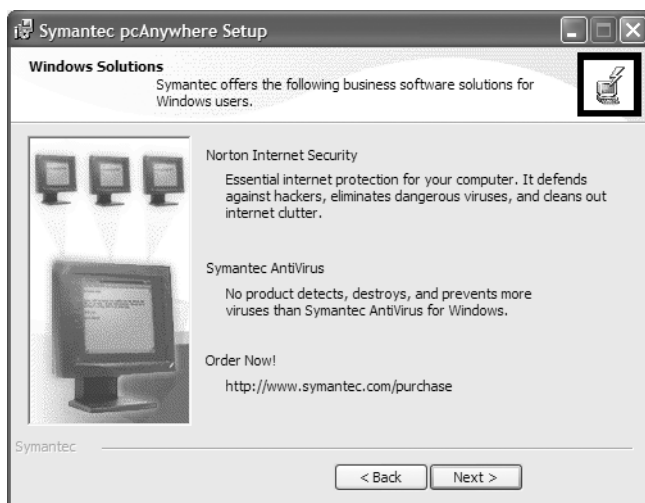 Symantec pcAnywhere Setup
Windows Solutions
Symantec offers the following business software solutions for
Windows users.
Norton Internet Security
Essential internet protection for your computer. It defends
against hackers, eliminates dangerous viruses, and cleans out
internet clutter.
Symantec AntiVirus
No product detects, destroys, and prevents more
viruses than Symantec AntiVirus for Windows.
Order Now!
http://www.symantec.com/purchase
Symantec
< Back
Next >